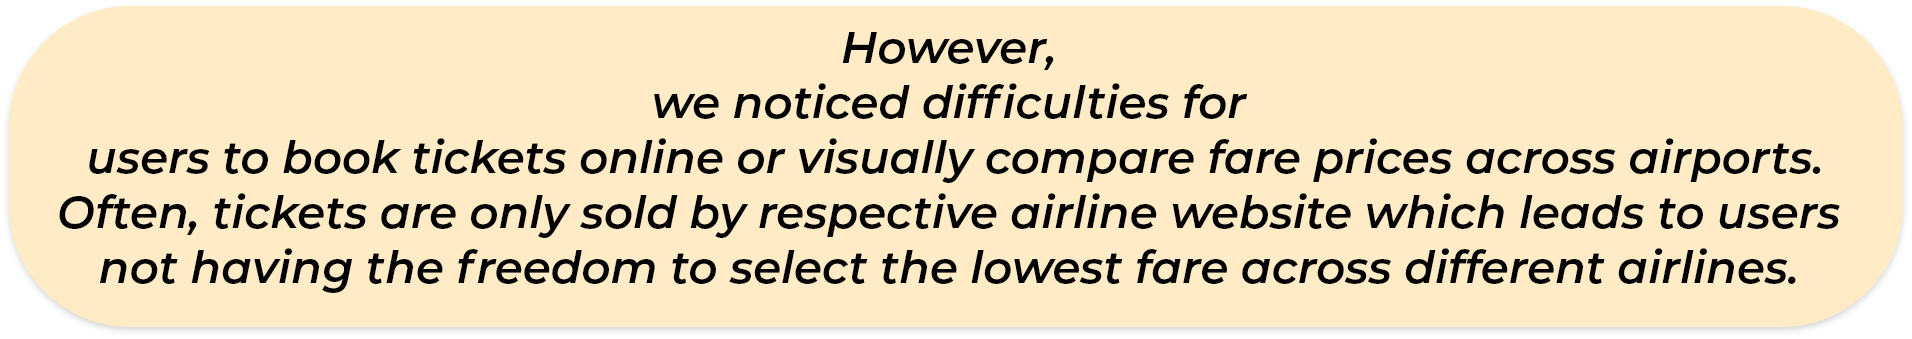 However,
we noticed difficulties for
users to book tickets online or visually compare fare prices across airports.
Often, tickets are only sold by respective airline website which leads to users
not having the freedom to select the lowest fare across different airlines.